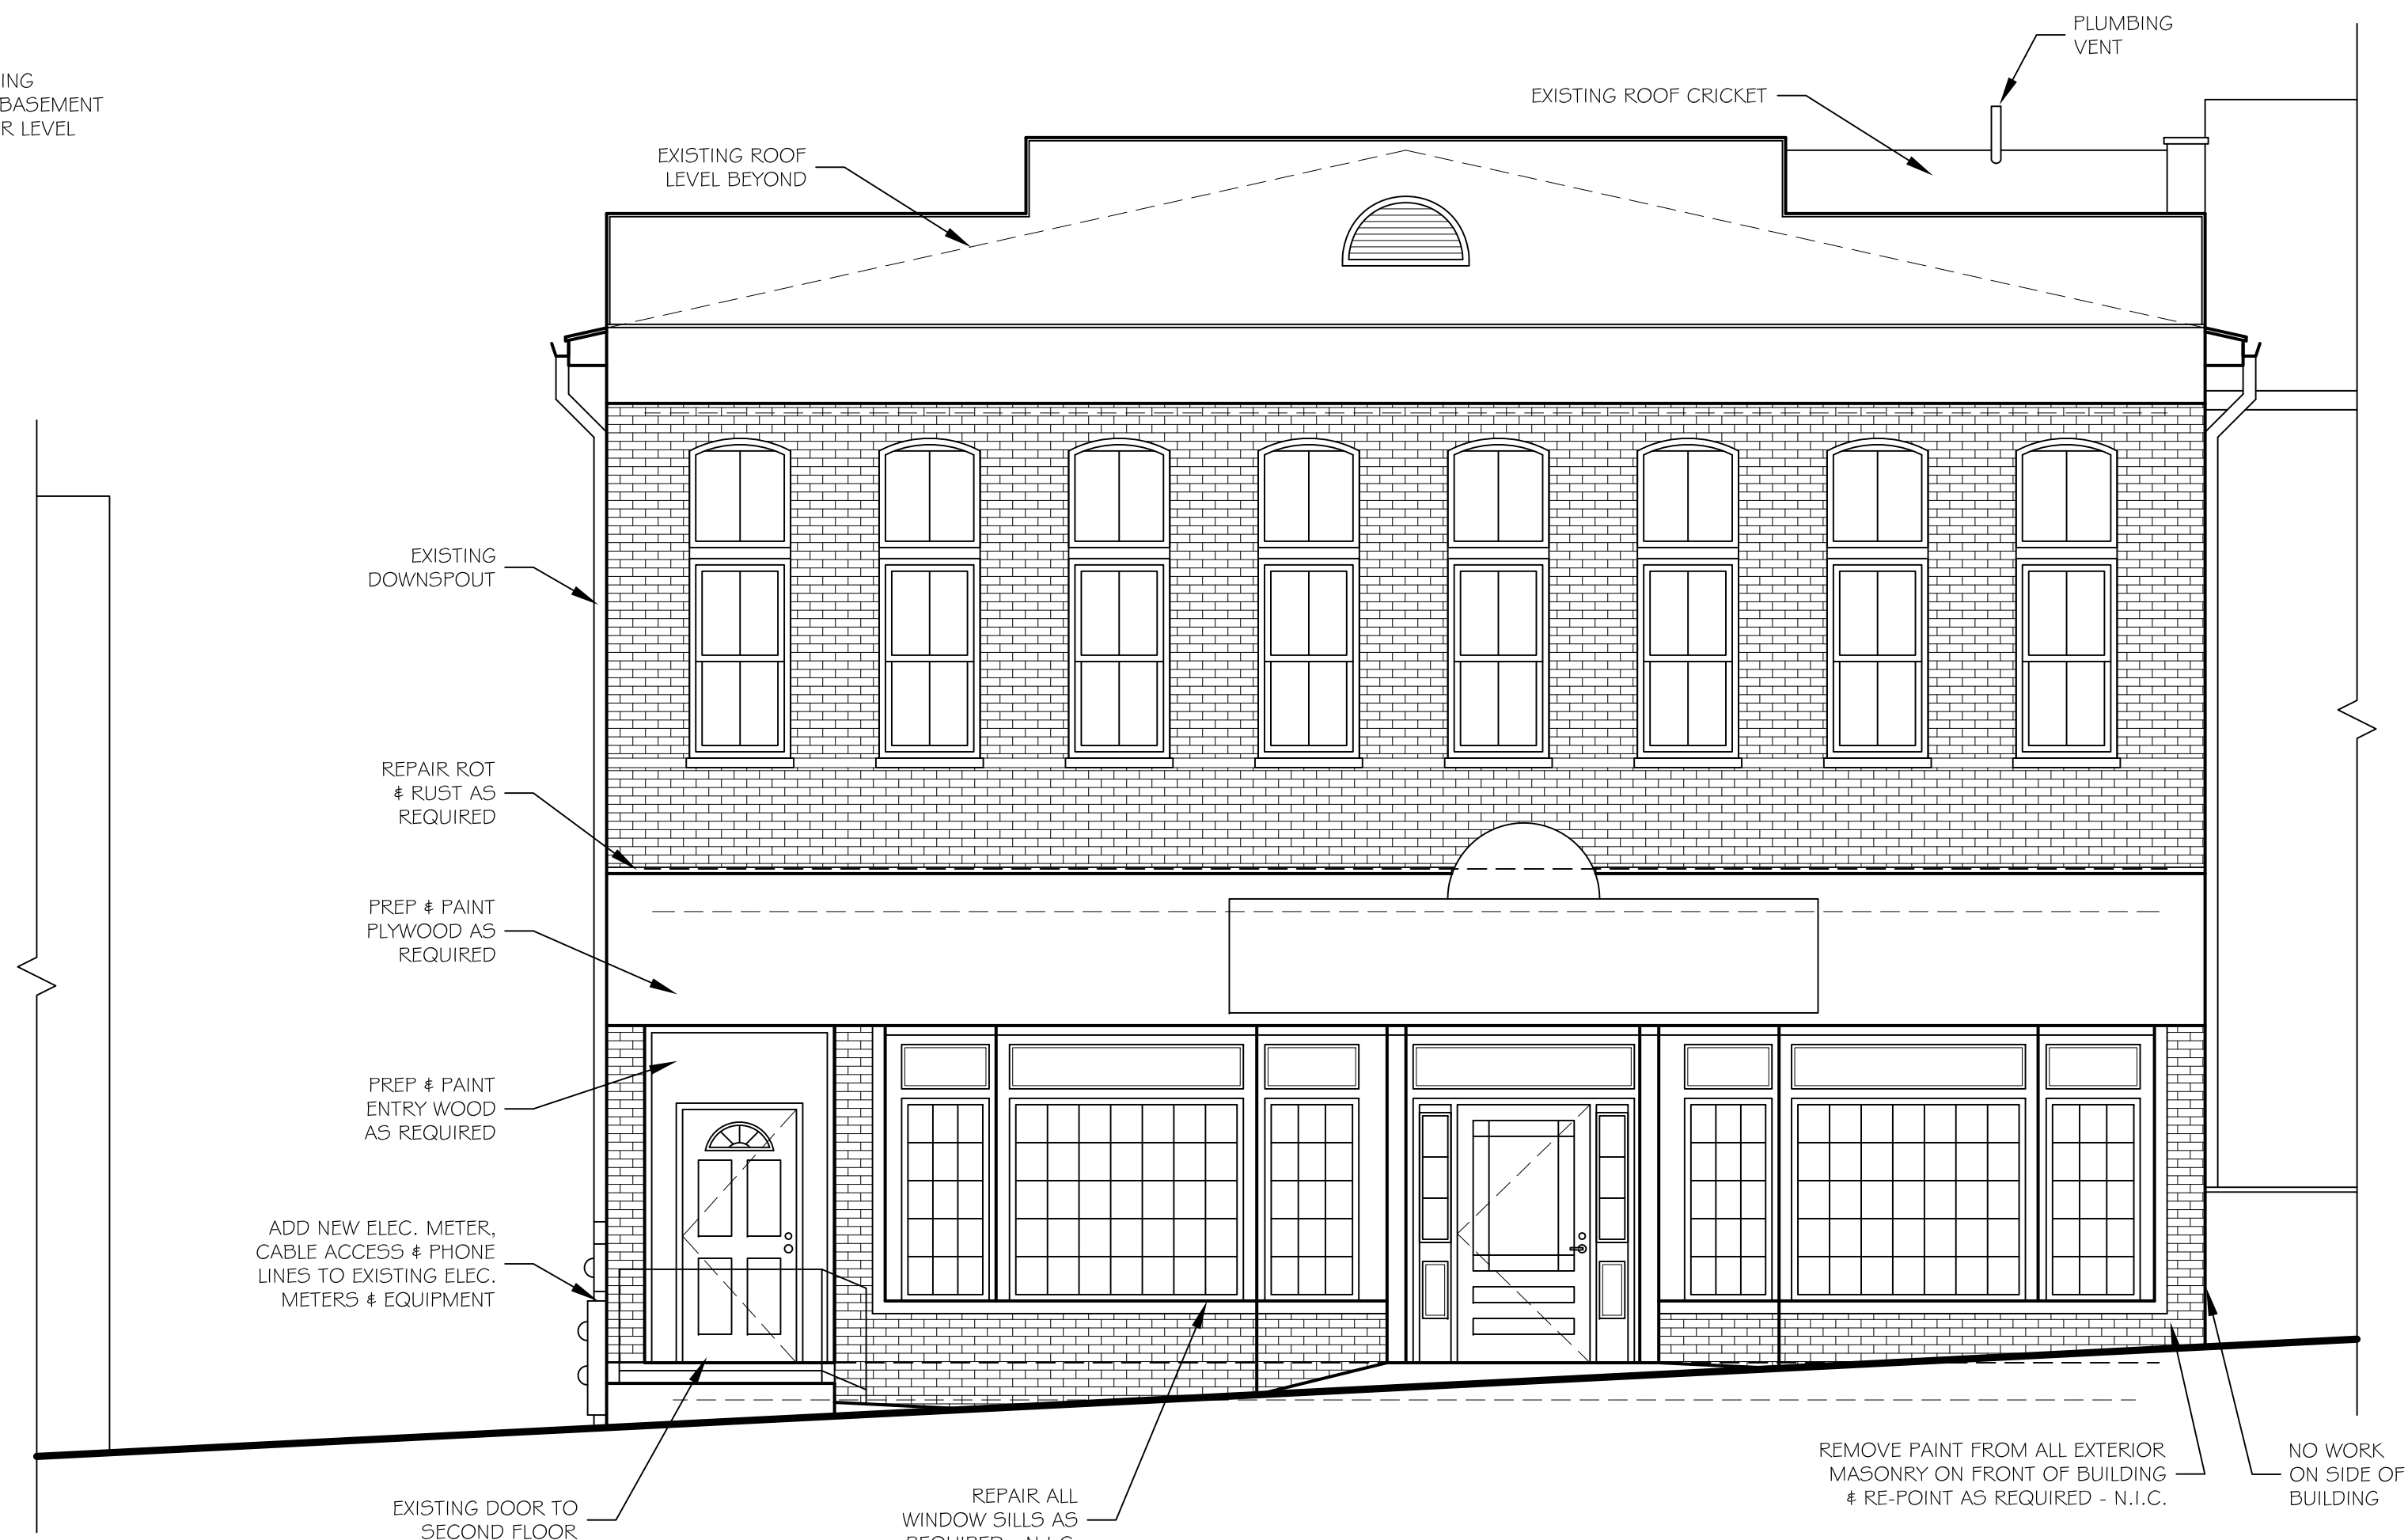 PLUMBING
VENT
ING
BASEMENT
R LEVEL
EXISTING ROOF CRICKET
EXISTING ROOF
LEVEL BEYOND
EXISTING
DOWNSPOUT
REPAIR ROT
& RUST AS
REQUIRED
PREP & PAINT
PLYWOOD AS
REQUIRED
PREP & PAINT
ENTRY WOOD
AS REQUIRED
ADD NEW ELEC. METER,
CABLE ACCESS & PHONE
LINES TO EXISTING ELEC.
METERS & EQUIPMENT
EXISTING DOOR TO
SECOND FLOOR
REPAIR ALL
WINDOW SILLS AS
REQUIRED - N.I.C.
REMOVE PAINT FROM ALL EXTERIOR
MASONRY ON FRONT OF BUILDING
& RE-POINT AS REQUIRED - N.I.C.
NO WORK
ON SIDE OF
BUILDING